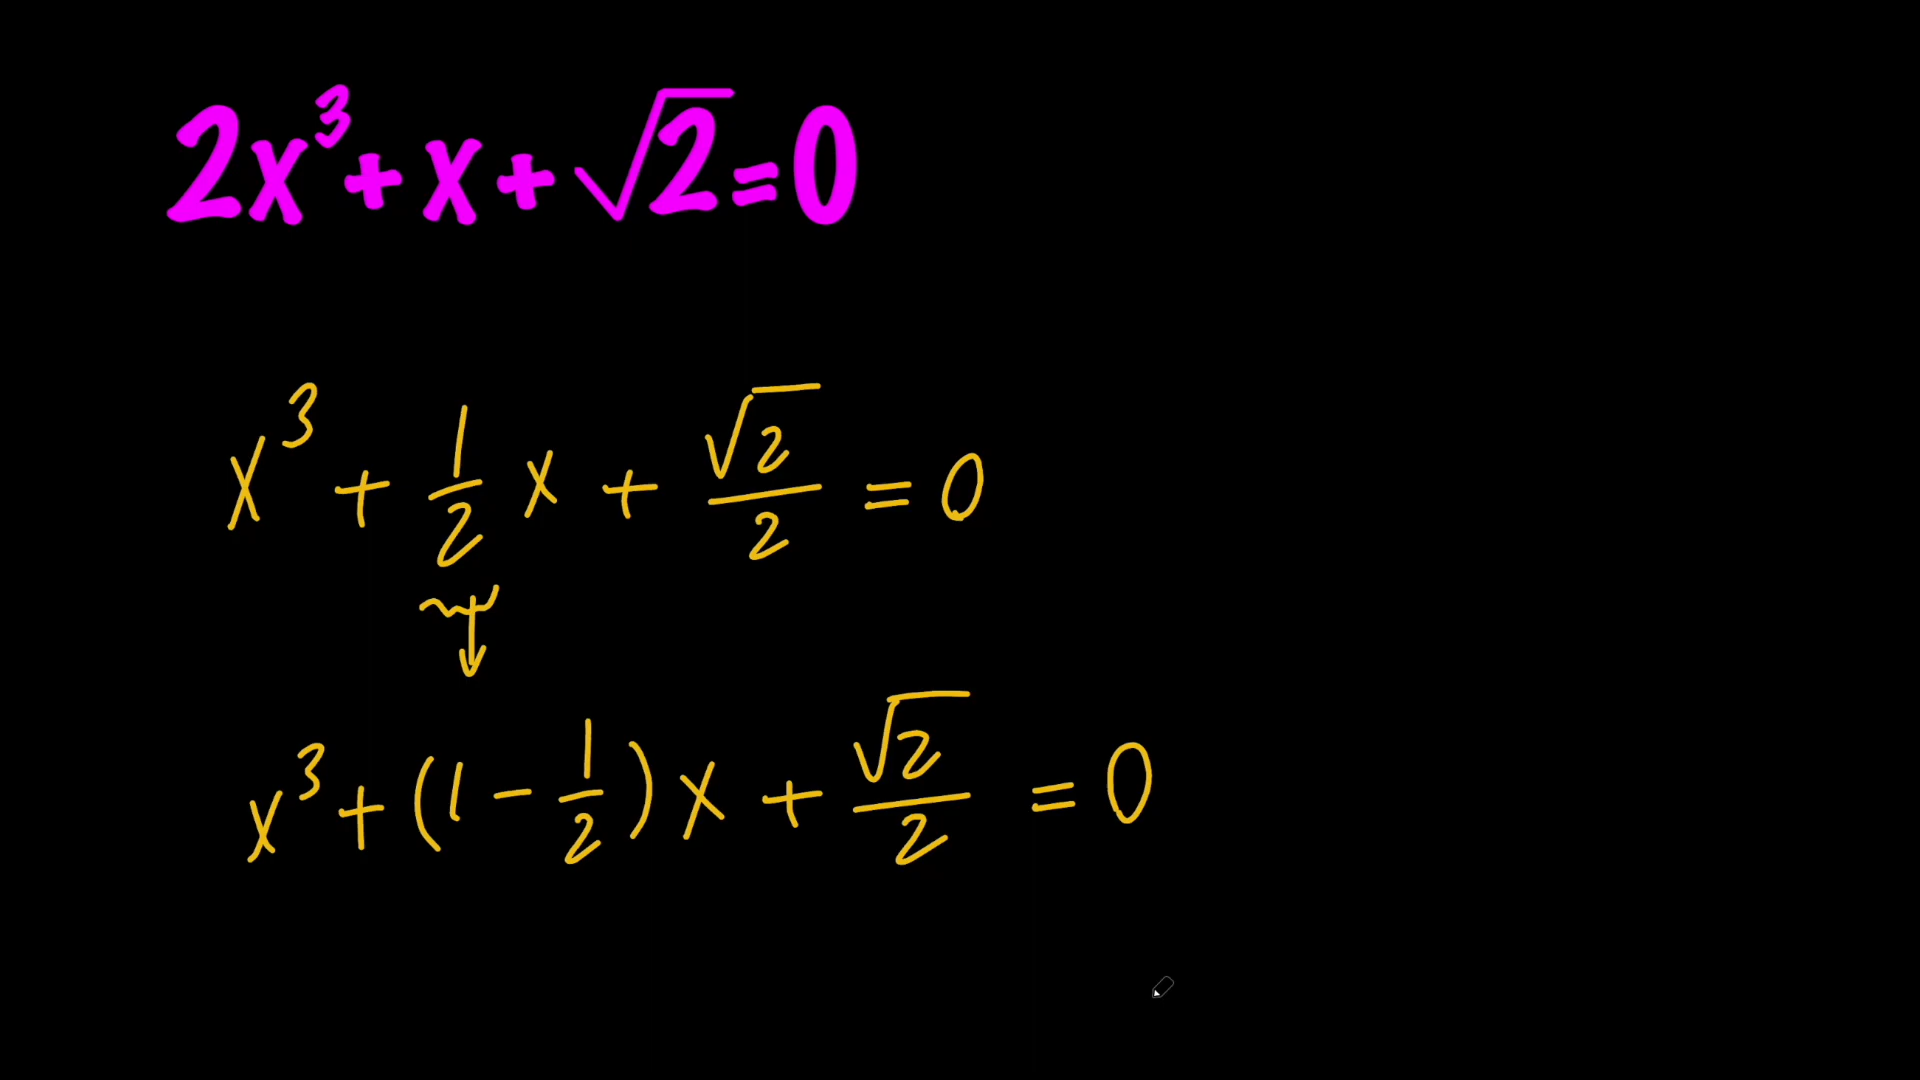 2x³+x+√2=0
x³ + 1/2 x + √2/2 = 0
x³ + (1 - 1/2) x + √2/2 = 0